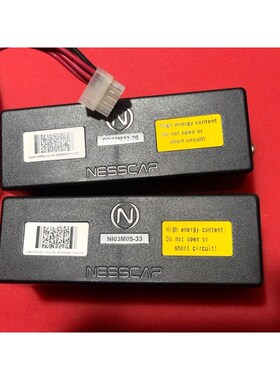 N
High energy content
Do not open or
short circuit!
NESSCAP
N
NI03M05-33
High energy content.
Do not open or
short circuit!
NESSCAP